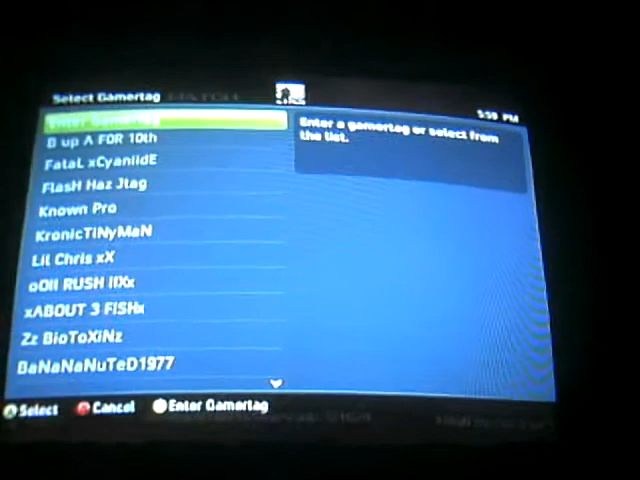 Select Gamertag
5:59 PM
Enter Gamertag
Enter a gamertag or select from
the list.
B up A FOR 10th
FataL xCyaniidE
FlasH Haz Jtag
Known Pro
KronicTiNyMaN
Lil Chris xX
oOII RUSH IIXx
xABOUT 3 FISHx
Zz BioToXiNz
BaNaNaNuTeD1977
Select Cancel Enter Gamertag